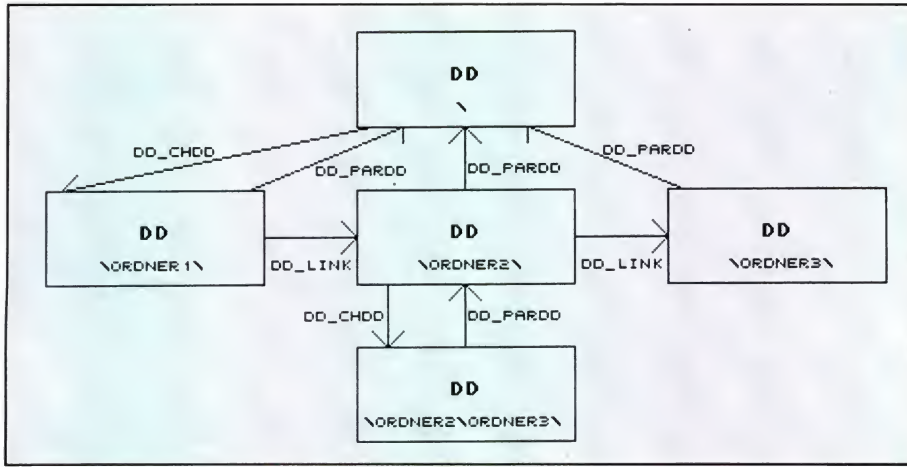 DD
\
DD_CHDD
DD_PARDD
DD_PARDD
DD_PARDD
DD
\ORDNER1\
DD_LINK
DD
\ORDNER2\
DD_LINK
DD
\ORDNER3\
DD_CHDD
DD_PARDD
DD
\ORDNER2\ORDNER3\